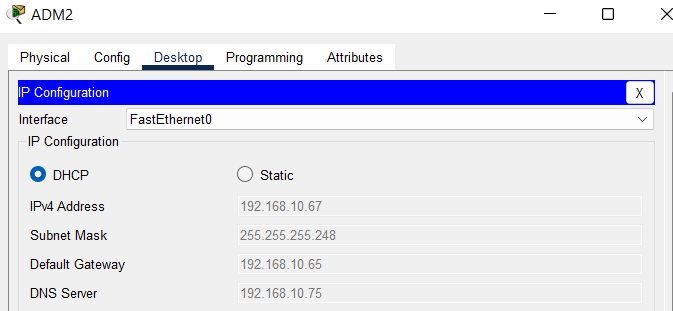 ADM2
Physical Config Desktop Programming Attributes
IP Configuration X
Interface FastEthernet0
IP Configuration
DHCP Static
IPv4 Address 192.168.10.67
Subnet Mask 255.255.255.248
Default Gateway 192.168.10.65
DNS Server 192.168.10.75